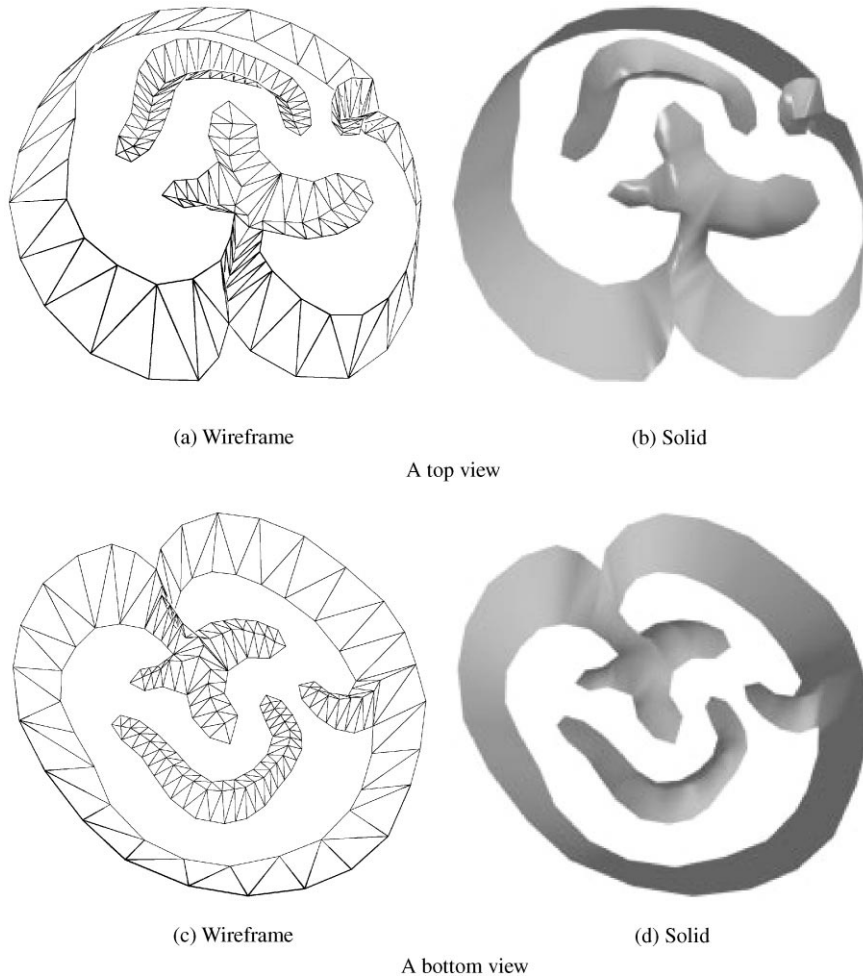 (a) Wireframe
(b) Solid
A top view
(c) Wireframe
(d) Solid
A bottom view